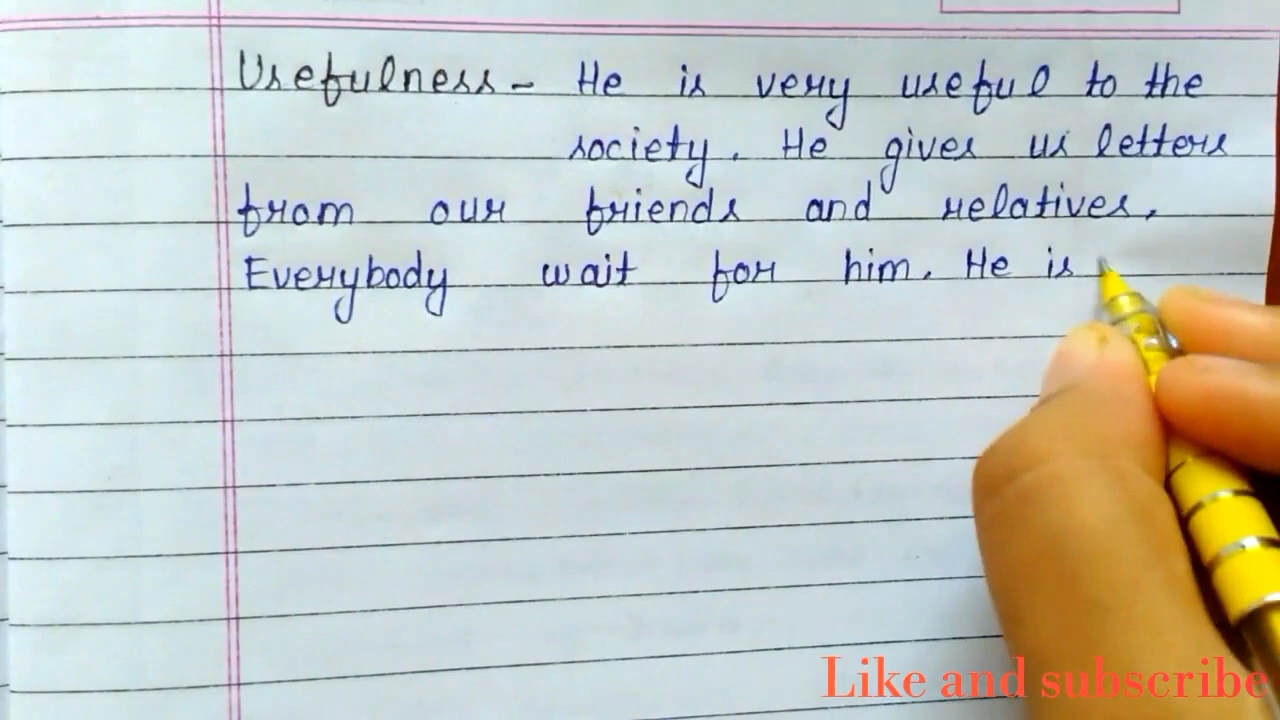 Usefulness - He is very useful to the
society. He gives us letters
from our friends and relatives.
Everybody wait for him. He is
Like and subscribe